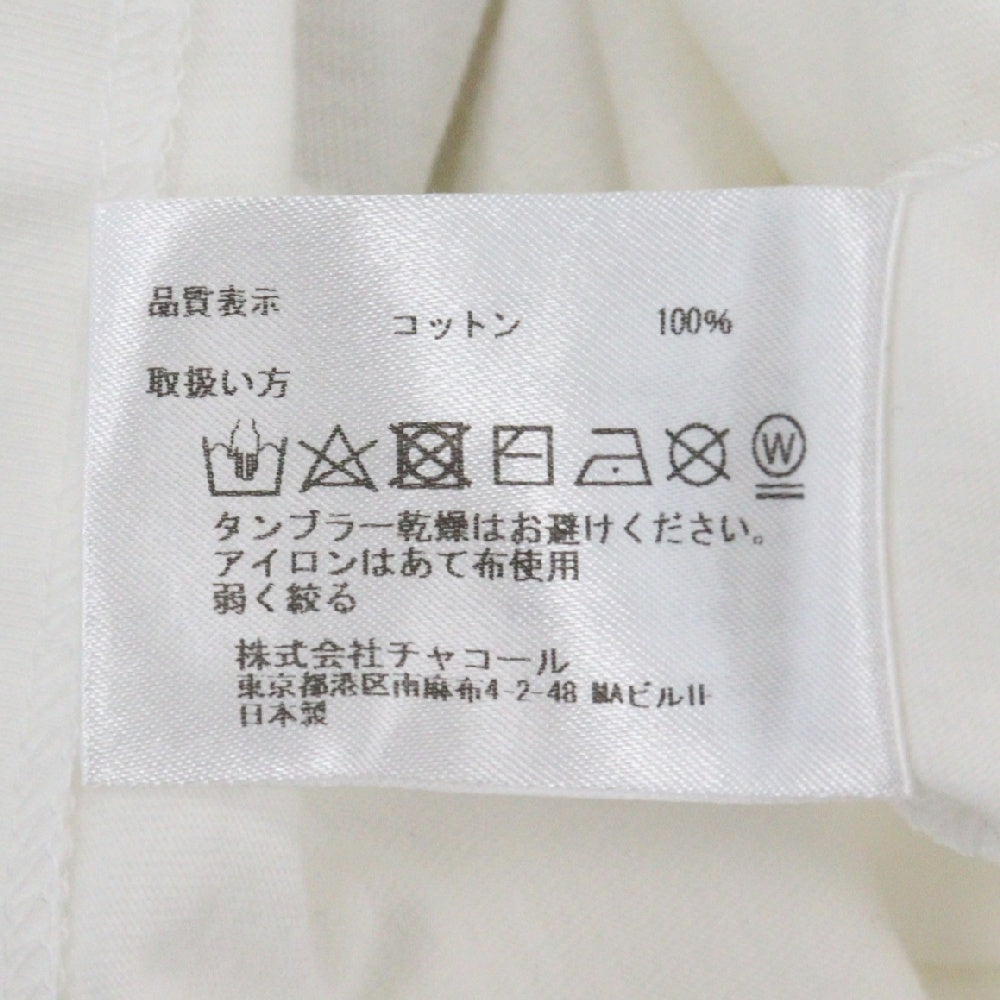 品質表示
コットン 100%
取扱い方
W
タンブラー乾燥はお避けください。
アイロンはあて布使用
弱く絞る
株式会社チャコール
東京都港区南麻布4-2-48 MAビルII
日本製